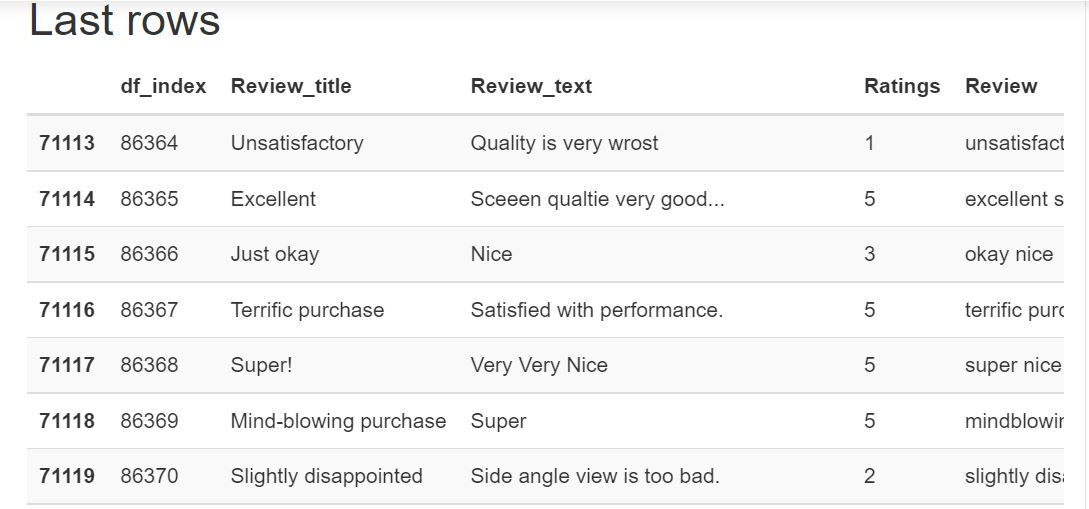 Last rows
df_index Review_title Review_text Ratings Review
71113 86364 Unsatisfactory Quality is very wrost 1 unsatisfact
71114 86365 Excellent Sceeen qualtie very good... 5 excellent s
71115 86366 Just okay Nice 3 okay nice
71116 86367 Terrific purchase Satisfied with performance. 5 terrific purc
71117 86368 Super! Very Very Nice 5 super nice
71118 86369 Mind-blowing purchase Super 5 mindblowin
71119 86370 Slightly disappointed Side angle view is too bad. 2 slightly disa